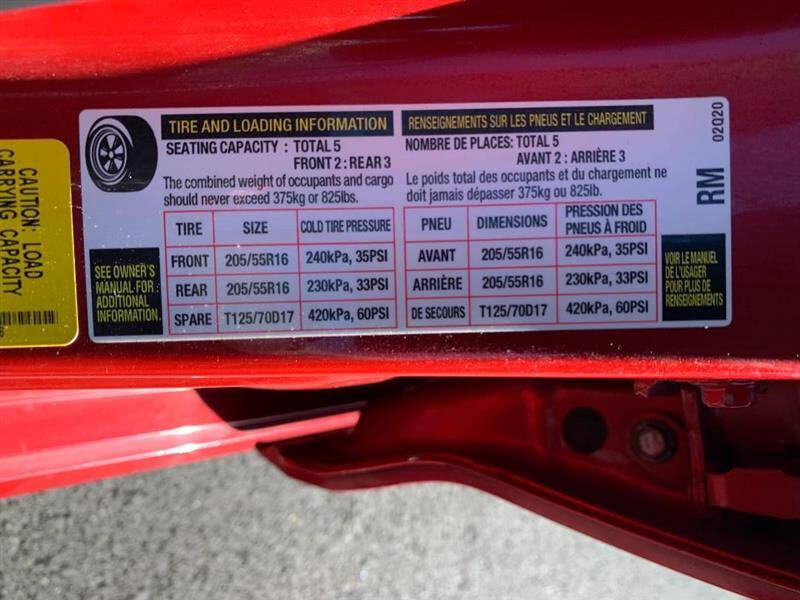 CAUTION: LOAD
CARRYING CAPACITY
TIRE AND LOADING INFORMATION
SEATING CAPACITY : TOTAL 5
FRONT 2 : REAR 3
The combined weight of occupants and cargo
should never exceed 375kg or 825lbs.
TIRE SIZE COLD TIRE PRESSURE
FRONT 205/55R16 240kPa, 35PSI
REAR 205/55R16 230kPa, 33PSI
SPARE T125/70D17 420kPa, 60PSI
SEE OWNER'S
MANUAL FOR
ADDITIONAL
INFORMATION.
RENSEIGNEMENTS SUR LES PNEUS ET LE CHARGEMENT
NOMBRE DE PLACES: TOTAL 5
AVANT 2 : ARRIÈRE 3
Le poids total des occupants et du chargement ne
doit jamais dépasser 375kg ou 825lb.
PNEU DIMENSIONS PRESSION DES
PNEUS À FROID
AVANT 205/55R16 240kPa, 35PSI
ARRIÈRE 205/55R16 230kPa, 33PSI
DE SECOURS T125/70D17 420kPa, 60PSI
VOIR LE MANUEL
DE L'USAGER
POUR PLUS DE
RENSEIGNEMENTS
RM
02Q20